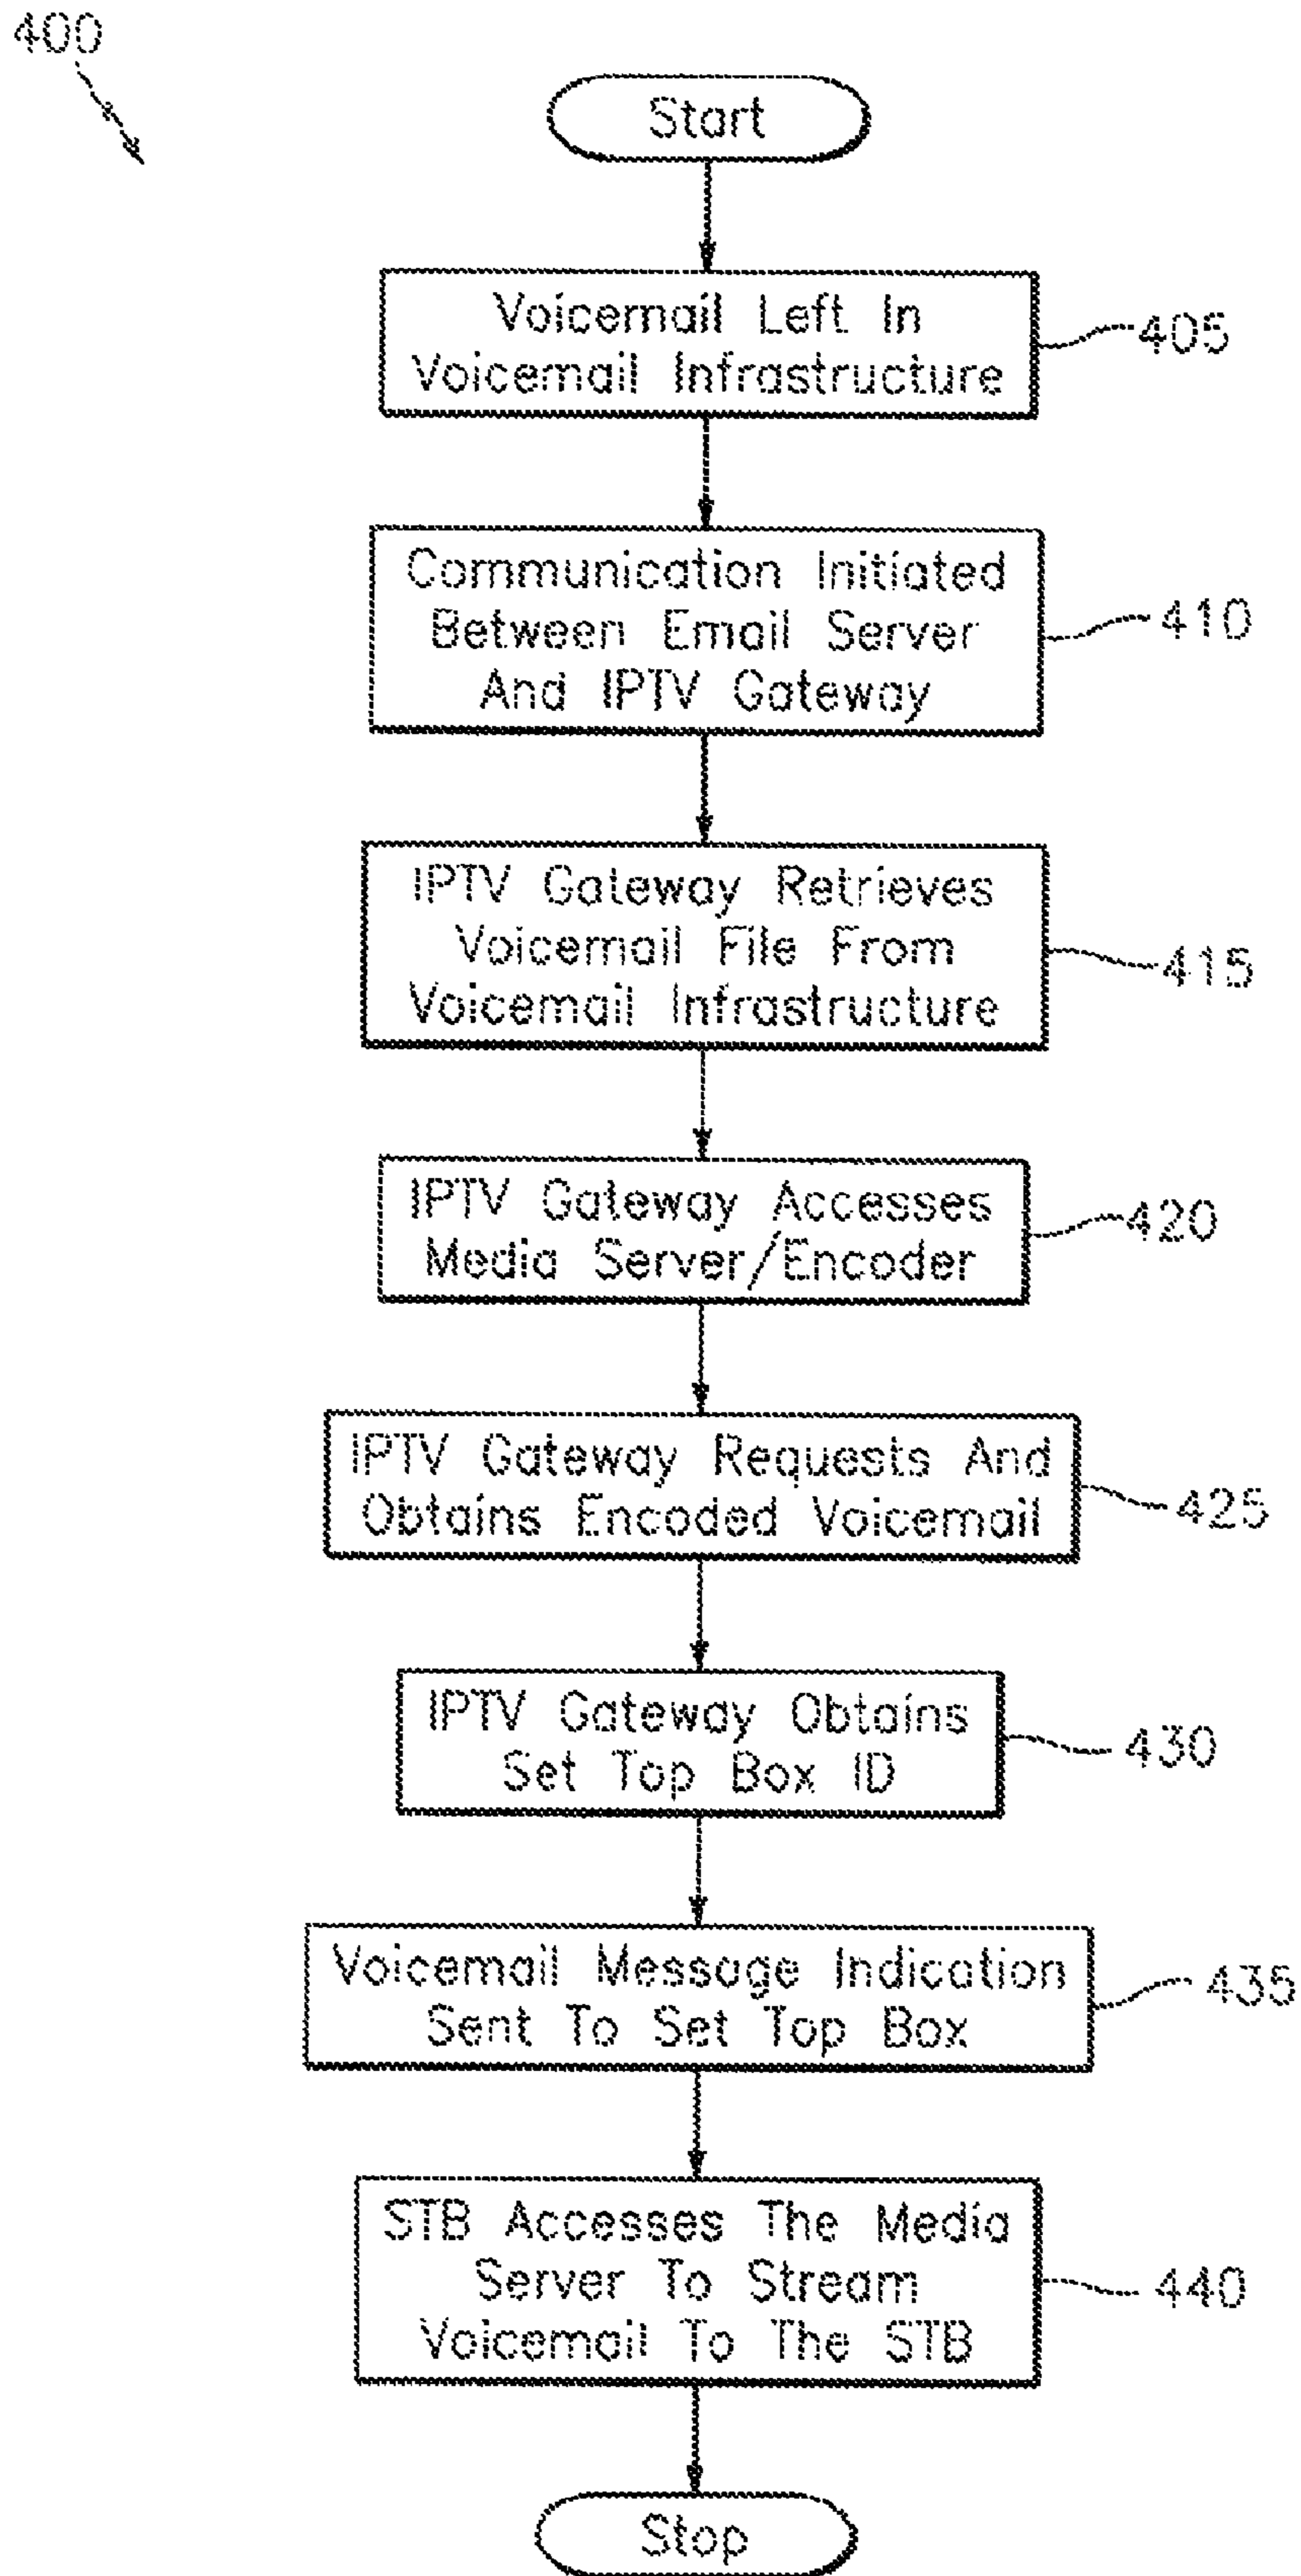 400
Start
Voicemail Left In
Voicemail Infrastructure
405
Communication Initiated
Between Email Server
And IPTV Gateway
410
IPTV Gateway Retrieves
Voicemail File From
Voicemail Infrastructure
415
IPTV Gateway Accesses
Media Server/Encoder
420
IPTV Gateway Requests And
Obtains Encoded Voicemail
425
IPTV Gateway Obtains
Set Top Box ID
430
Voicemail Message Indication
Sent To Set Top Box
435
STB Accesses The Media
Server To Stream
Voicemail To The STB
440
Stop